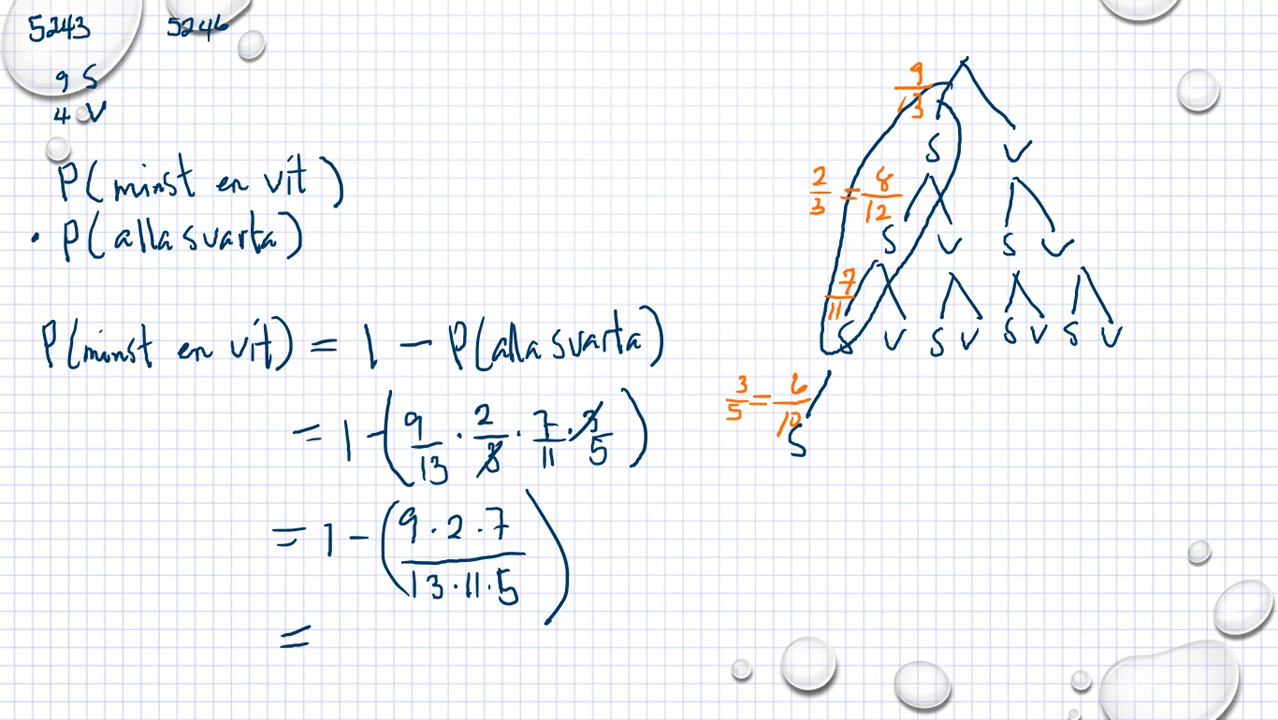 5243 5246
9 S
4 V
P(minst en vit)
• P(alla svarta)
P(minst en vit) = 1 - P(alla svarta)
= 1 - (9/13 · 2/3 · 7/11 · 3/5)
= 1 - (9 · 2 · 7 / 13 · 11 · 5)
=
9/13
S V
2/3 = 8/12
S V S V
7/11
S V S V S V S V
3/5 = 6/10
S